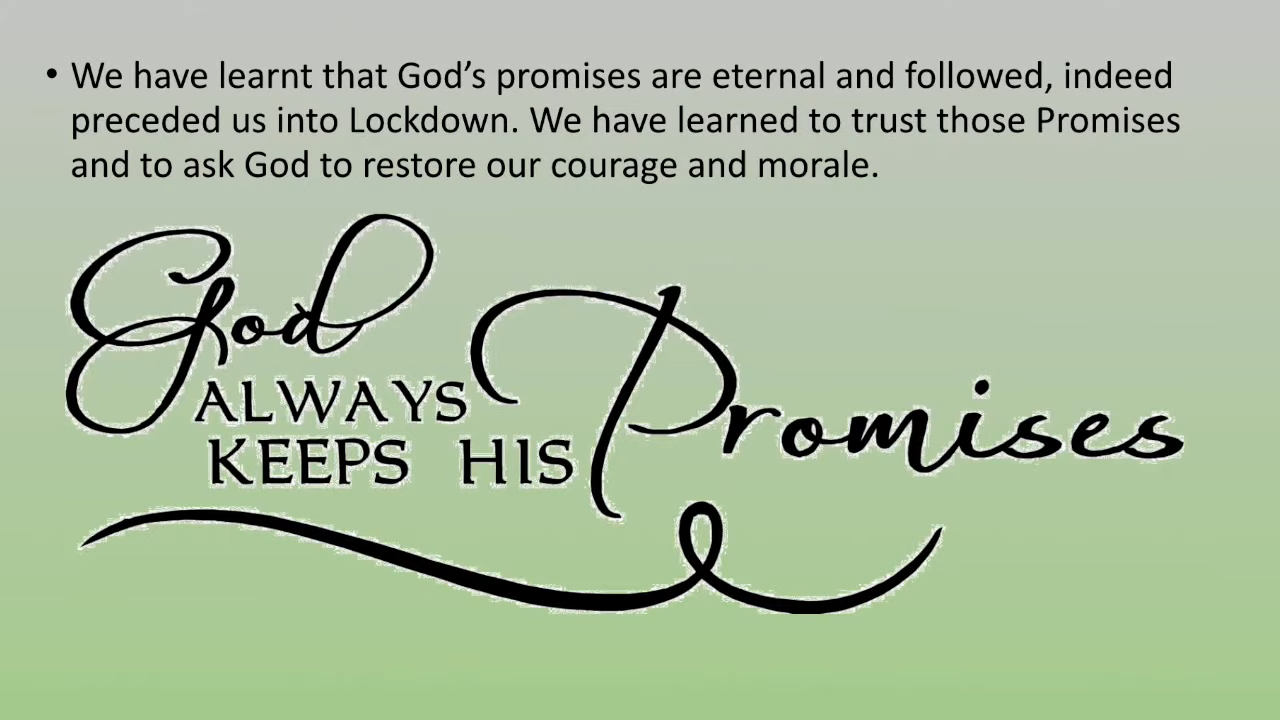 • We have learnt that God’s promises are eternal and followed, indeed
preceded us into Lockdown. We have learned to trust those Promises
and to ask God to restore our courage and morale.
God
ALWAYS
KEEPS HIS Promises